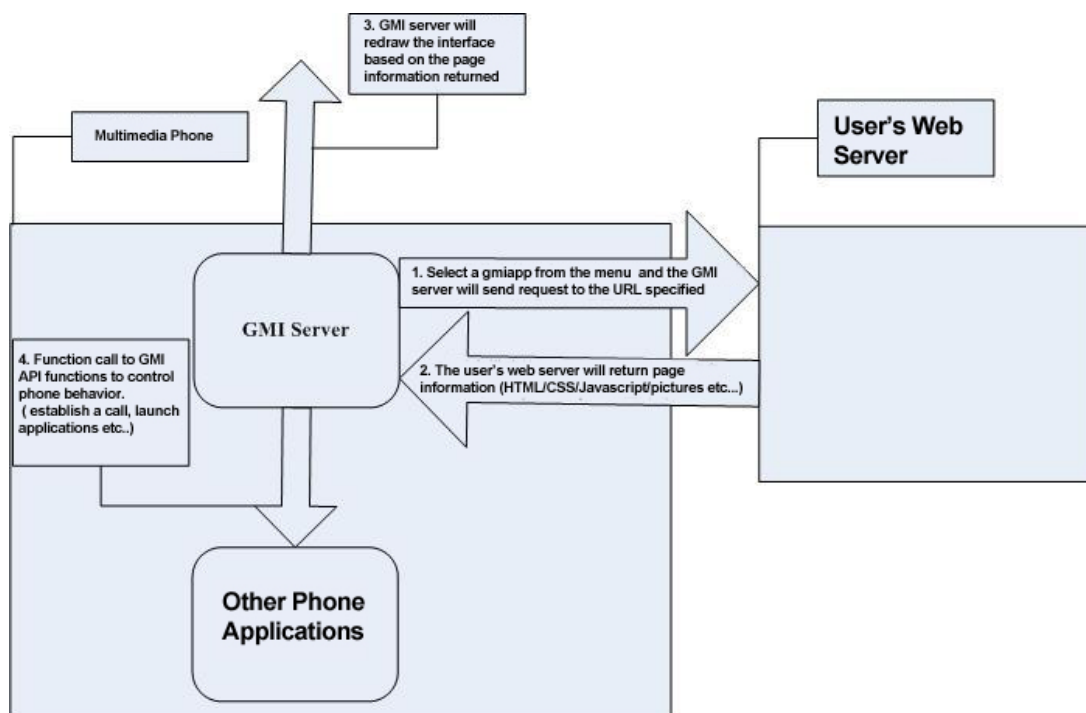 3. GMI server will
redraw the interface
based on the page
information returned
Multimedia Phone
User's Web
Server
1. Select a gmiapp from the menu and the GMI
server will send request to the URL specified
GMI Server
4. Function call to GMI
API functions to control
phone behavior.
( establish a call, launch
applications etc..)
2. The user's web server will return page
information (HTML/CSS/Javascript/pictures etc...)
Other Phone
Applications